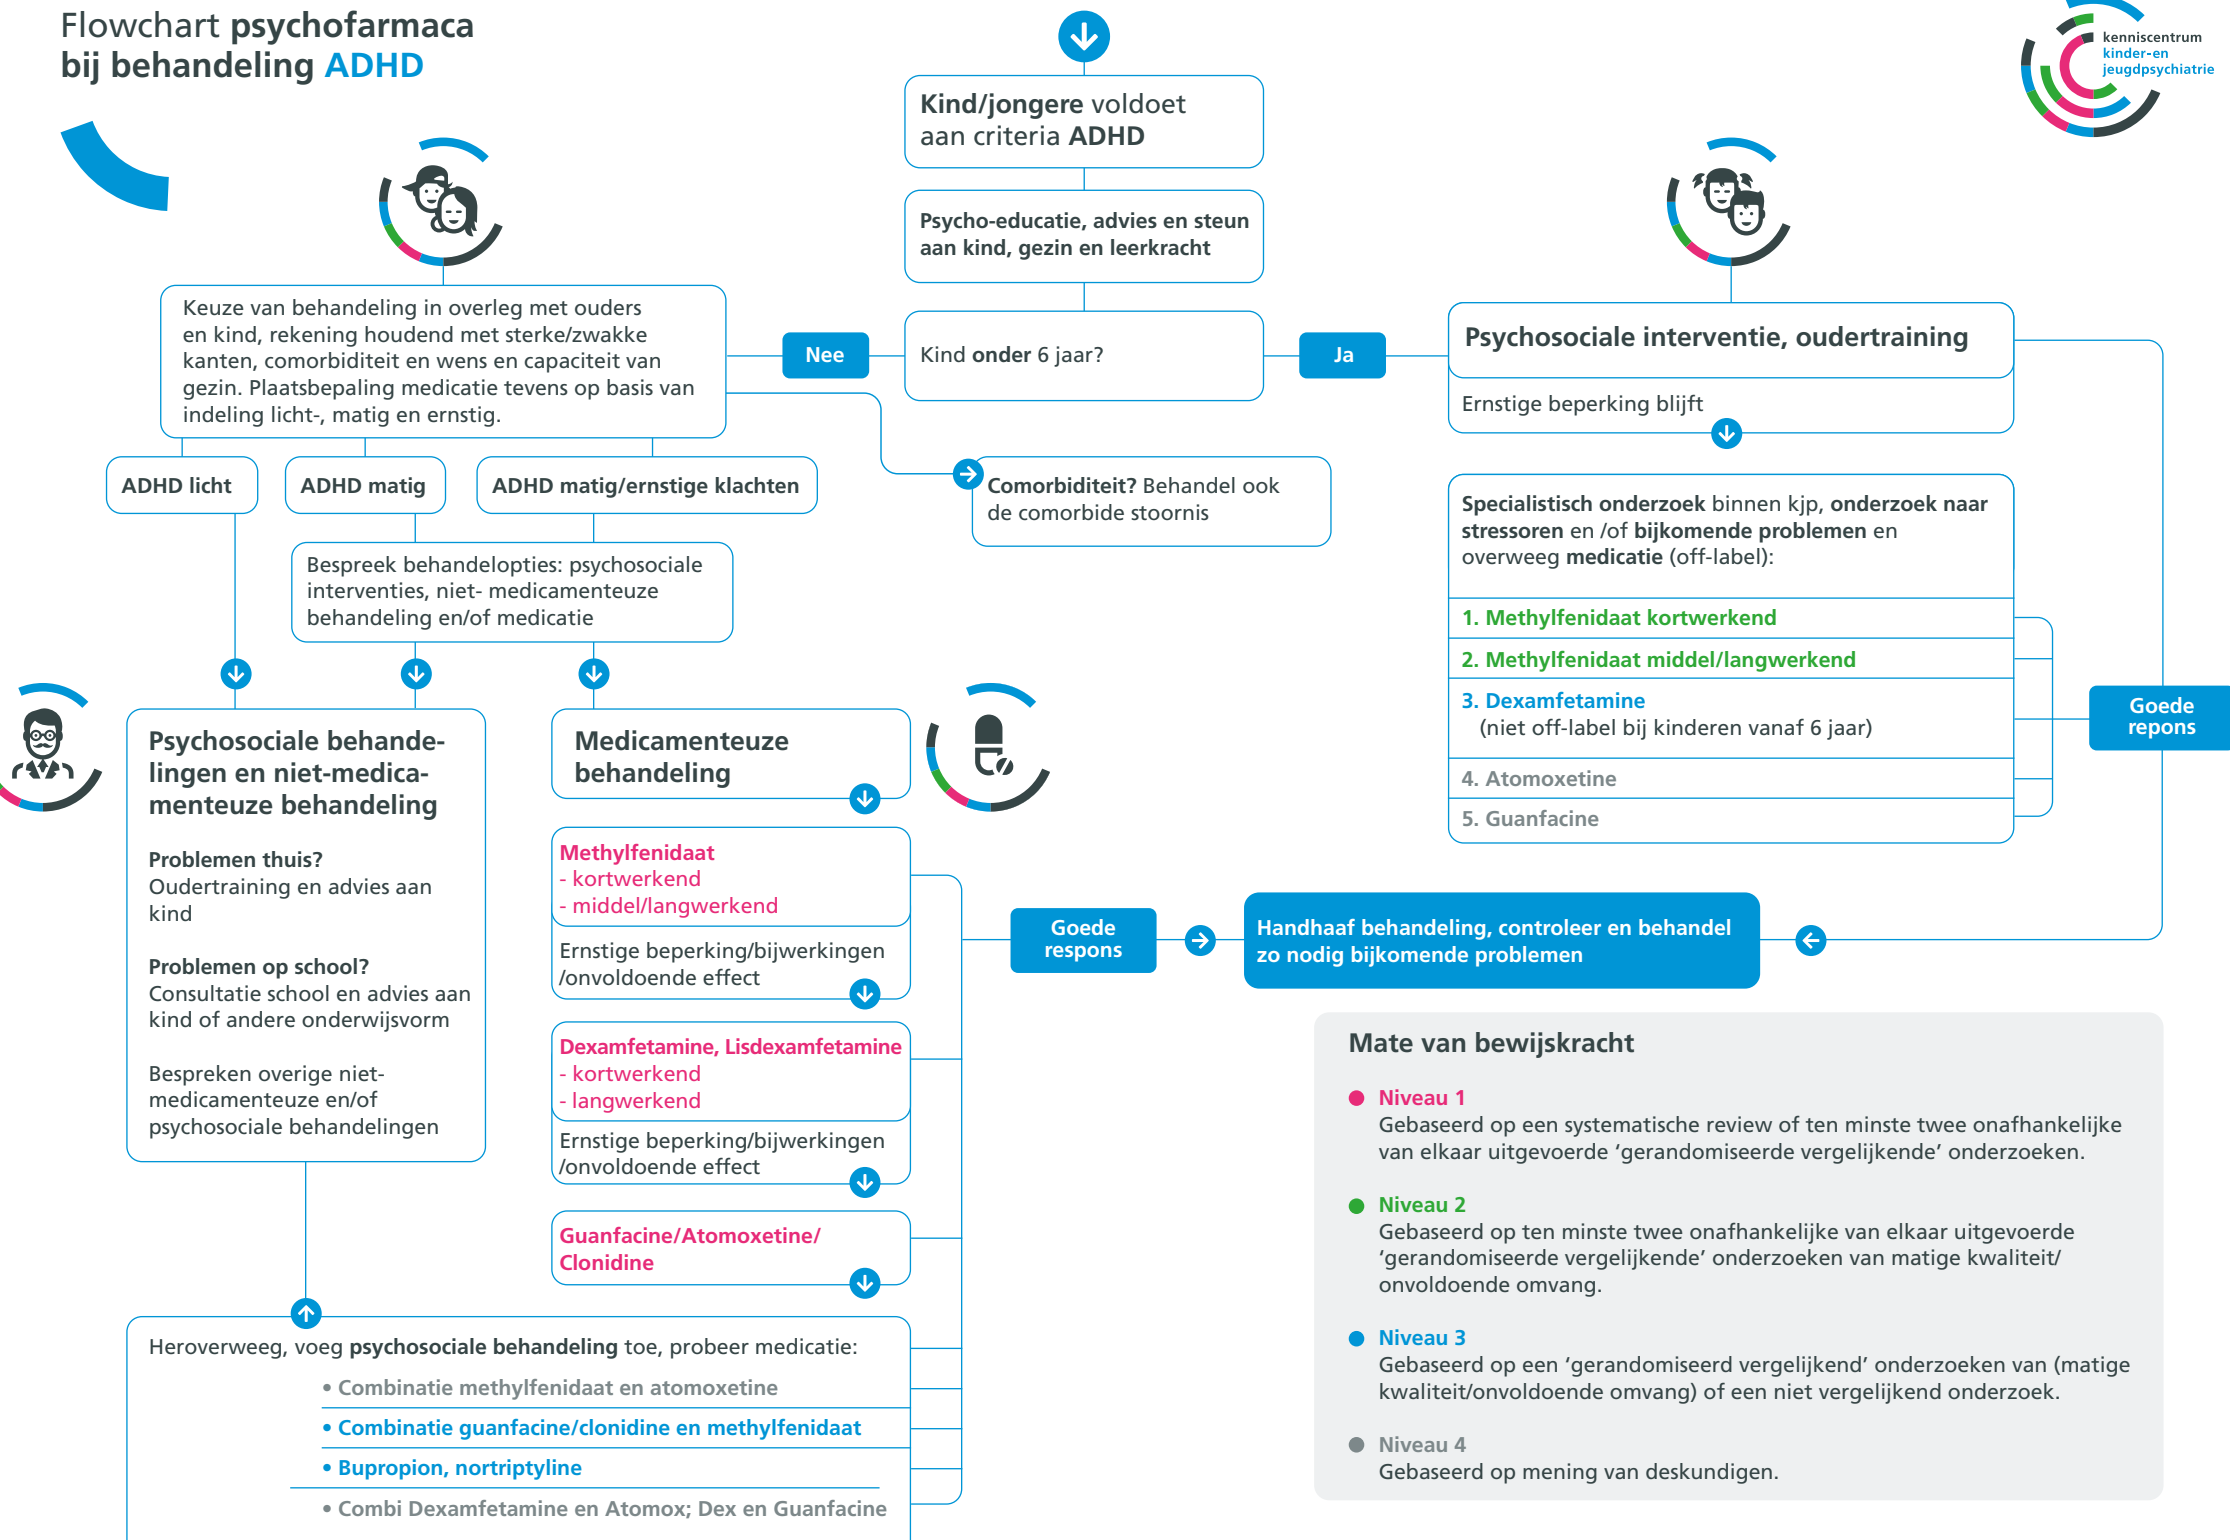 Flowchart psychofarmaca
bij behandeling ADHD
kenniscentrum
kinder-en
jeugdpsychiatrie
Kind/jongere voldoet
aan criteria ADHD
Psycho-educatie, advies en steun
aan kind, gezin en leerkracht
Kind onder 6 jaar?
Nee
Ja
Keuze van behandeling in overleg met ouders
en kind, rekening houdend met sterke/zwakke
kanten, comorbiditeit en wens en capaciteit van
gezin. Plaatsbepaling medicatie tevens op basis van
indeling licht-, matig en ernstig.
ADHD licht
ADHD matig
ADHD matig/ernstige klachten
Comorbiditeit? Behandel ook
de comorbide stoornis
Bespreek behandelopties: psychosociale
interventies, niet- medicamenteuze
behandeling en/of medicatie
Psychosociale behande-
lingen en niet-medica-
menteuze behandeling
Problemen thuis?
Oudertraining en advies aan
kind
Problemen op school?
Consultatie school en advies aan
kind of andere onderwijsvorm
Bespreken overige niet-
medicamenteuze en/of
psychosociale behandelingen
Medicamenteuze
behandeling
Methylfenidaat
- kortwerkend
- middel/langwerkend
Ernstige beperking/bijwerkingen
/onvoldoende effect
Dexamfetamine, Lisdexamfetamine
- kortwerkend
- langwerkend
Ernstige beperking/bijwerkingen
/onvoldoende effect
Guanfacine/Atomoxetine/
Clonidine
Heroverweeg, voeg psychosociale behandeling toe, probeer medicatie:
• Combinatie methylfenidaat en atomoxetine
• Combinatie guanfacine/clonidine en methylfenidaat
• Bupropion, nortriptyline
• Combi Dexamfetamine en Atomox; Dex en Guanfacine
Goede
respons
Handhaaf behandeling, controleer en behandel
zo nodig bijkomende problemen
Psychosociale interventie, oudertraining
Ernstige beperking blijft
Specialistisch onderzoek binnen kjp, onderzoek naar
stressoren en /of bijkomende problemen en
overweeg medicatie (off-label):
1. Methylfenidaat kortwerkend
2. Methylfenidaat middel/langwerkend
3. Dexamfetamine
(niet off-label bij kinderen vanaf 6 jaar)
4. Atomoxetine
5. Guanfacine
Goede
repons
Mate van bewijskracht
Niveau 1
Gebaseerd op een systematische review of ten minste twee onafhankelijke
van elkaar uitgevoerde ‘gerandomiseerde vergelijkende’ onderzoeken.
Niveau 2
Gebaseerd op ten minste twee onafhankelijke van elkaar uitgevoerde
‘gerandomiseerde vergelijkende’ onderzoeken van matige kwaliteit/
onvoldoende omvang.
Niveau 3
Gebaseerd op een ‘gerandomiseerd vergelijkend’ onderzoeken van (matige
kwaliteit/onvoldoende omvang) of een niet vergelijkend onderzoek.
Niveau 4
Gebaseerd op mening van deskundigen.